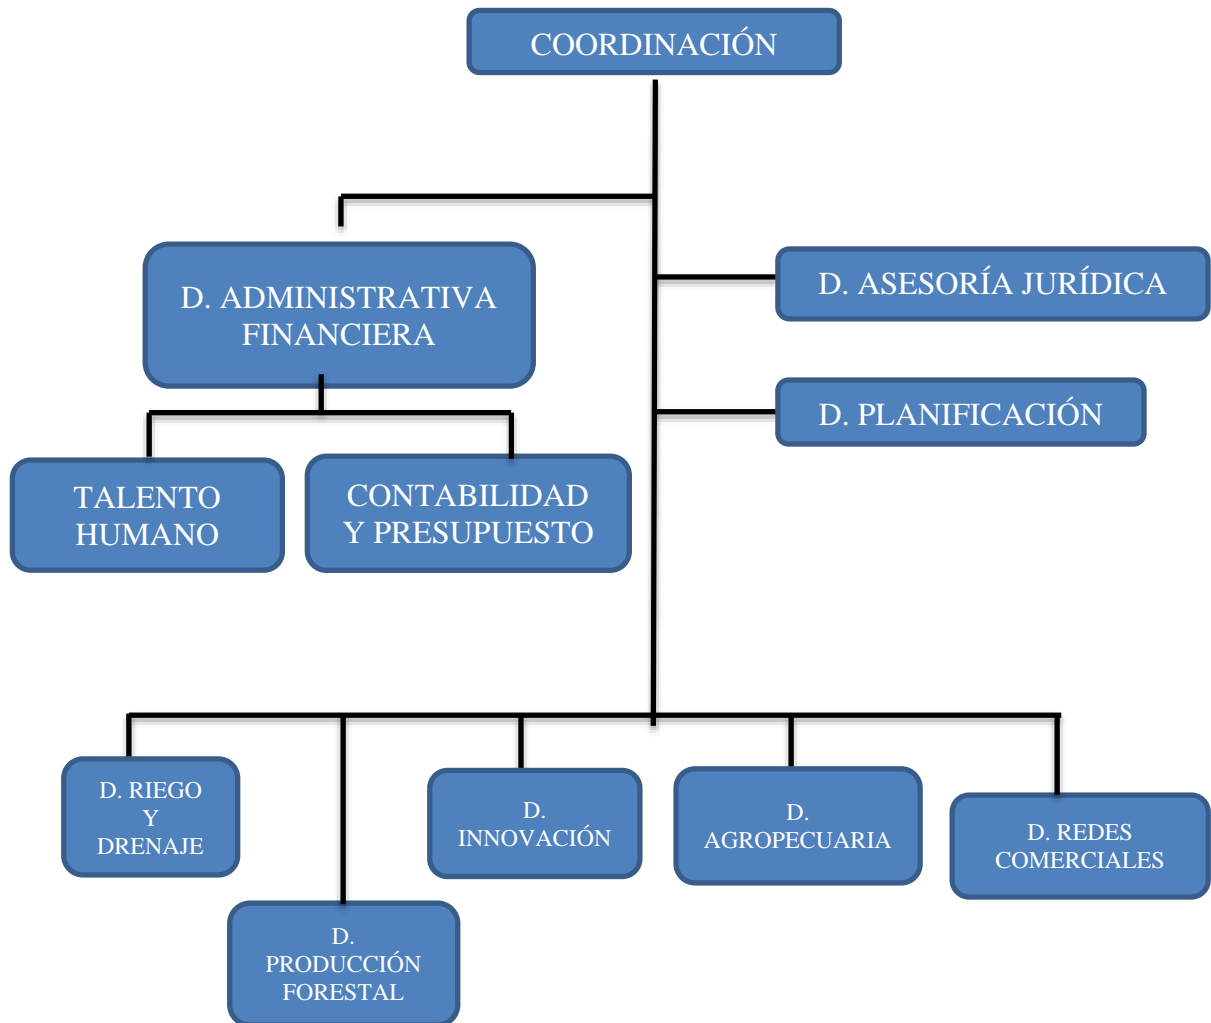 COORDINACIÓN
D. ADMINISTRATIVA
FINANCIERA
D. ASESORÍA JURÍDICA
D. PLANIFICACIÓN
TALENTO
HUMANO
CONTABILIDAD
Y PRESUPUESTO
D. RIEGO
Y
DRENAJE
D.
PRODUCCIÓN
FORESTAL
D.
INNOVACIÓN
D.
AGROPECUARIA
D. REDES
COMERCIALES